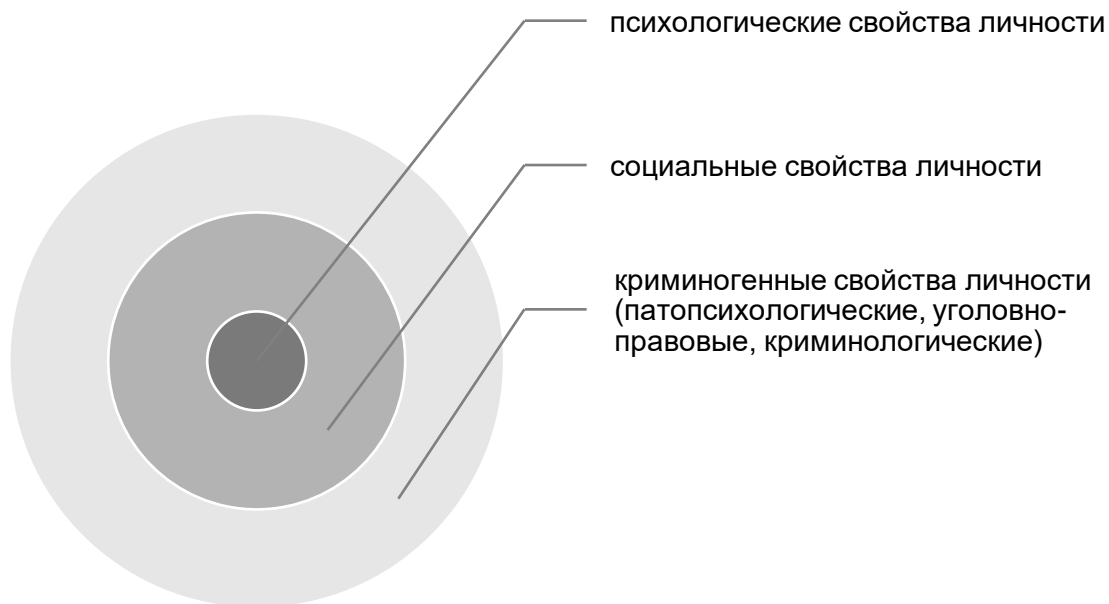 психологические свойства личности
социальные свойства личности
криминогенные свойства личности
(патопсихологические, уголовно-
правовые, криминологические)